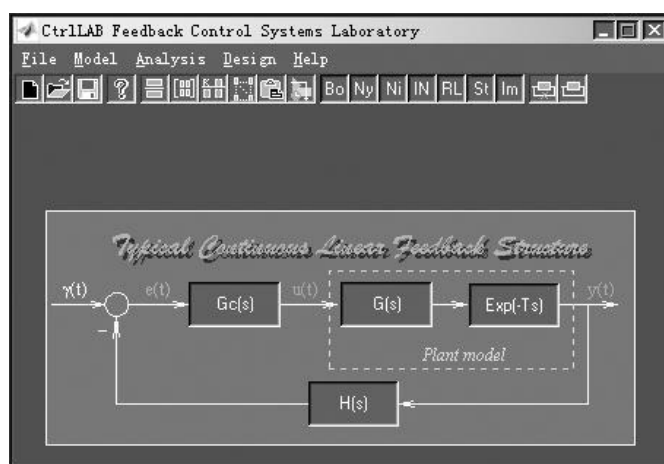 CtrlLAB Feedback Control Systems Laboratory
File Model Analysis Design Help
Bo Ny Ni IN RL St Im
Typical Continuous Linear Feedback Structure
γ(t) e(t) Gc(s) u(t) G(s) Exp(-Ts) y(t)
−
Plant model
H(s)